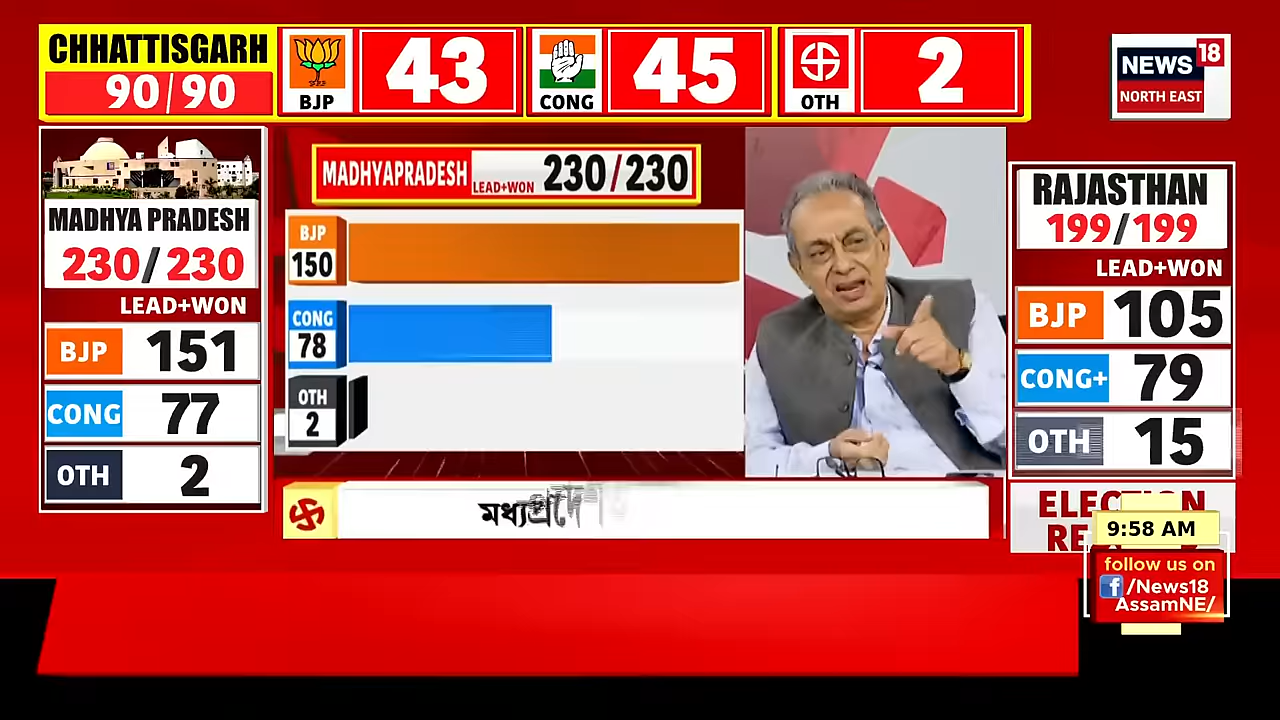 CHHATTISGARH
90/90
BJP
43
CONG
45
OTH
2
NEWS 18
NORTH EAST
MADHYA PRADESH
230/230
LEAD+WON
BJP 151
CONG 77
OTH 2
MADHYAPRADESH LEAD+WON 230/230
BJP
150
CONG
78
OTH
2
RAJASTHAN
199/199
LEAD+WON
BJP 105
CONG+ 79
OTH 15
9:58 AM
follow us on
/News18
AssamNE/